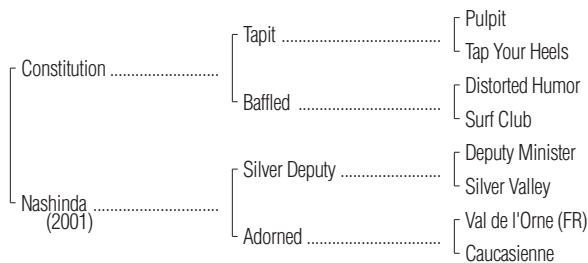 Pulpit
Tapit
Tap Your Heels
Constitution
Distorted Humor
Baffled
Surf Club
Deputy Minister
Silver Deputy
Silver Valley
Nashinda
(2001)
Val de l'Orne (FR)
Adorned
Caucasienne